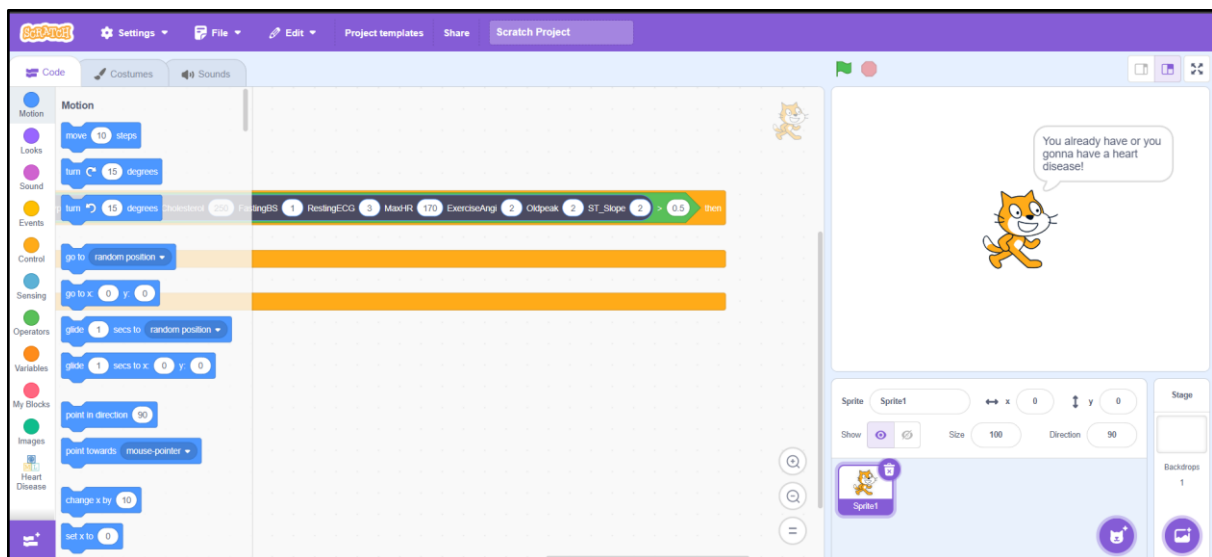 SCRATCH Settings File Edit Project templates Share Scratch Project
Code Costumes Sounds
Motion
Looks
Sound
Events
Control
Sensing
Operators
Variables
My Blocks
Images
Heart
Disease
Motion
move 10 steps
turn 15 degrees
turn 15 degrees
go to random position
go to x: 0 y: 0
glide 1 secs to random position
glide 1 secs to x: 0 y: 0
point in direction 90
point towards mouse-pointer
change x by 10
set x to 0
Cholesterol 250 FastingBS 1 RestingECG 3 MaxHR 170 ExerciseAngi 2 Oldpeak 2 ST_Slope 2 > 0.5 then
You already have or you
gonna have a heart
disease!
Sprite Sprite1 x 0 y 0
Show Size 100 Direction 90
Sprite1
Stage
Backdrops
1